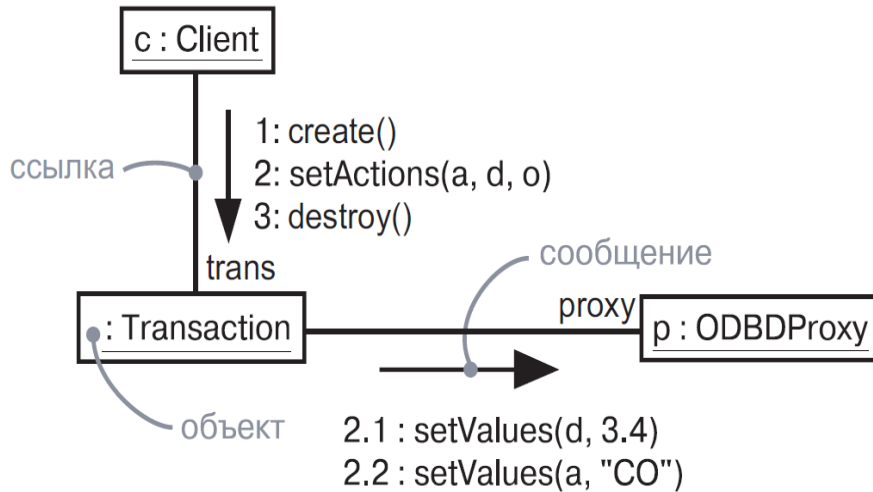 c : Client
1: create()
2: setActions(a, d, o)
3: destroy()
ссылка
trans
сообщение
: Transaction
proxy
p : ODBDProxy
объект
2.1 : setValues(d, 3.4)
2.2 : setValues(a, "CO")